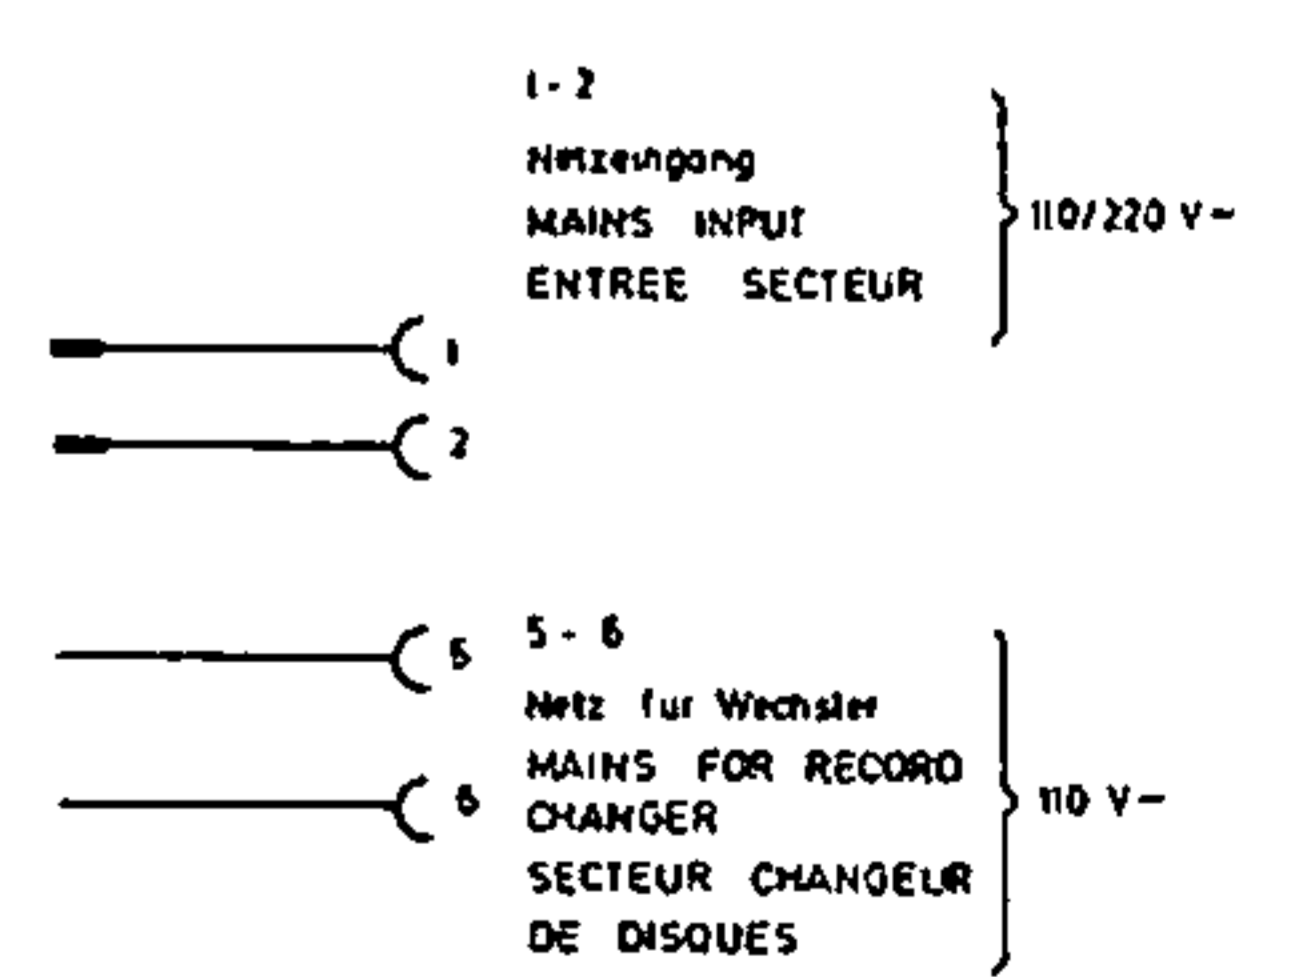 1 - 2
Netzeingang
MAINS INPUT
ENTREE SECTEUR
110/220 V ~
1
2
5
5 - 6
Netz fur Wechsler
MAINS FOR RECORD
CHANGER
6
110 V ~
SECTEUR CHANGEUR
DE DISQUES